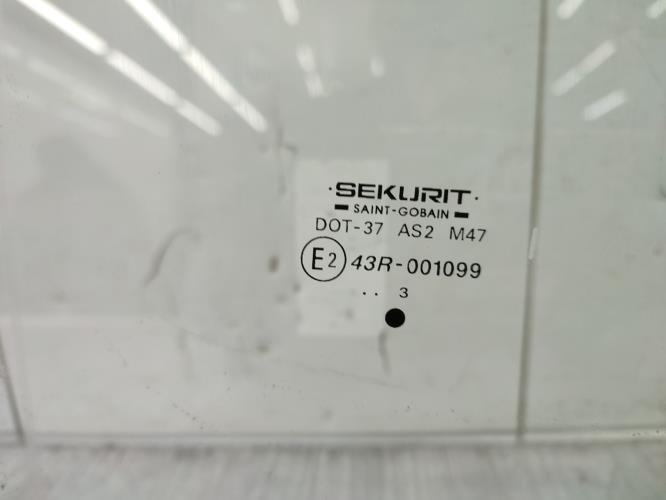 ·SEKURIT·
SAINT-GOBAIN
DOT-37 AS2 M47
E2 43R-001099
.. 3